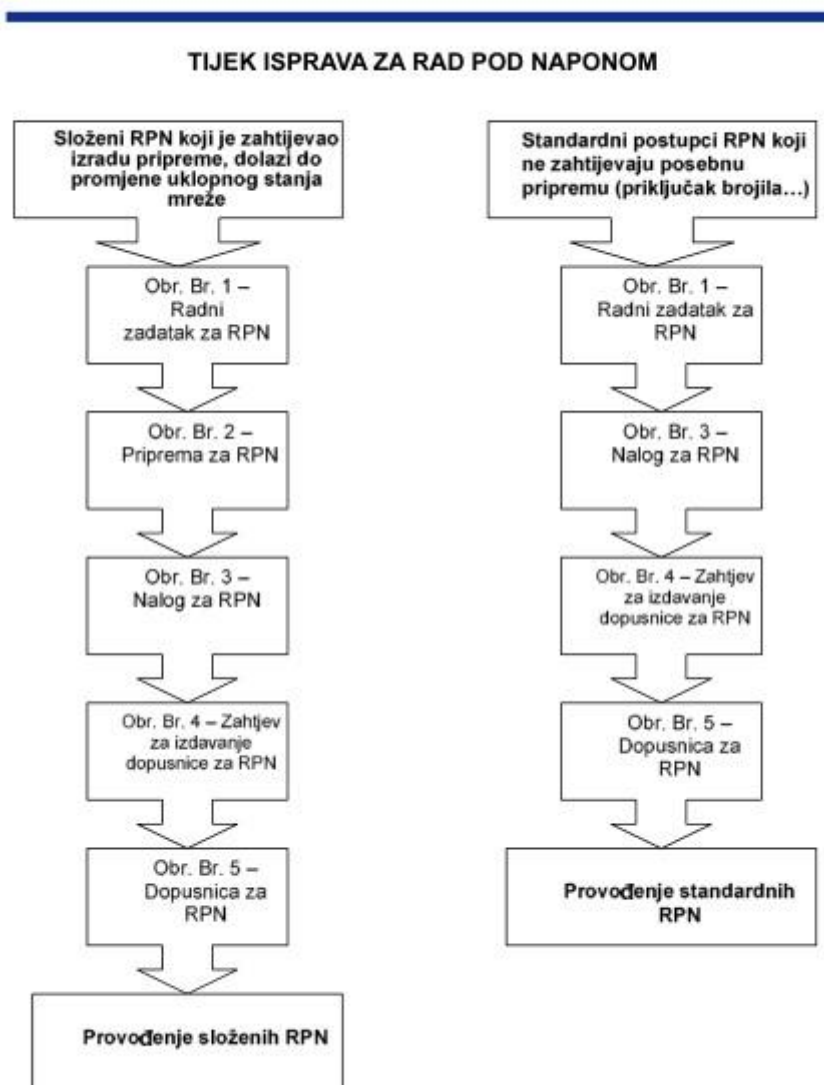 TIJEK ISPRAVA ZA RAD POD NAPONOM
Složeni RPN koji je zahtijevao
izradu pripreme, dolazi do
promjene uklopnog stanja
mreže
Obr. Br. 1 –
Radni
zadatak za RPN
Obr. Br. 2 –
Priprema za RPN
Obr. Br. 3 –
Nalog za RPN
Obr. Br. 4 – Zahtjev
za izdavanje
dopusnice za RPN
Obr. Br. 5 –
Dopusnica za
RPN
Provođenje složenih RPN
Standardni postupci RPN koji
ne zahtijevaju posebnu
pripremu (priključak brojila...)
Obr. Br. 1 –
Radni zadatak za
RPN
Obr. Br. 3 –
Nalog za RPN
Obr. Br. 4 – Zahtjev
za izdavanje
dopusnice za RPN
Obr. Br. 5 –
Dopusnica za
RPN
Provođenje standardnih
RPN